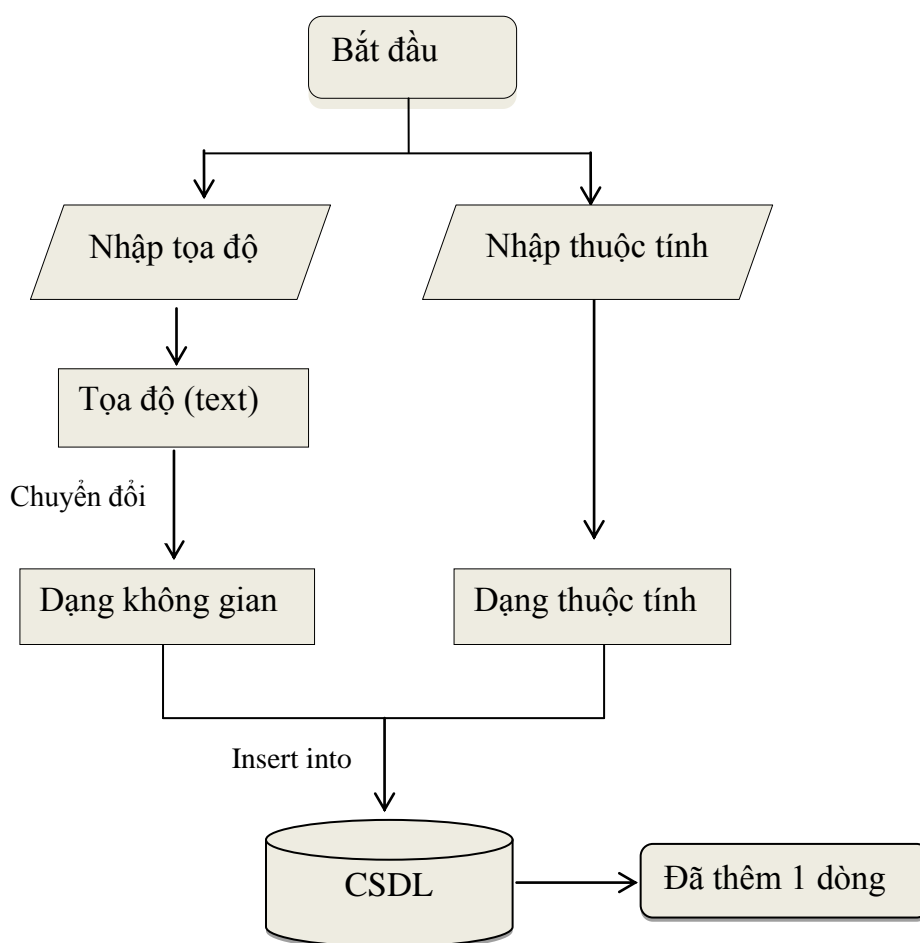 Bắt đầu
Nhập tọa độ
Nhập thuộc tính
Tọa độ (text)
Chuyển đổi
Dạng không gian
Dạng thuộc tính
Insert into
CSDL
Đã thêm 1 dòng